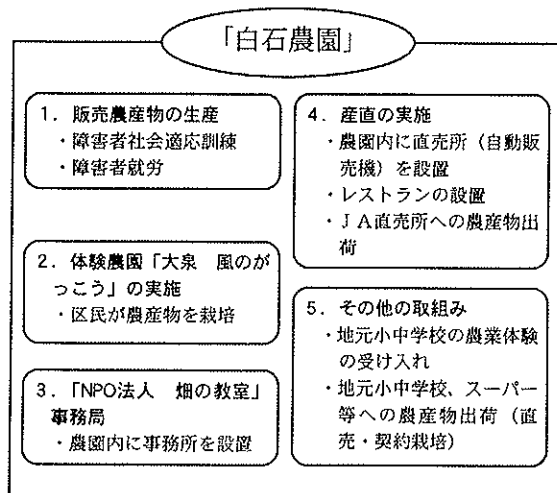 「白石農園」
1. 販売農産物の生産
・障害者社会適応訓練
・障害者就労
2. 体験農園「大泉 風のが
っこう」の実施
・区民が農産物を栽培
3. 「NPO法人 畑の教室」
事務局
・農園内に事務所を設置
4. 産直の実施
・農園内に直売所(自動販
売機)を設置
・レストランの設置
・JA直売所への農産物出
荷
5. その他の取組み
・地元小中学校の農業体験
の受け入れ
・地元小中学校、スーパー
等への農産物出荷(直
売・契約栽培)